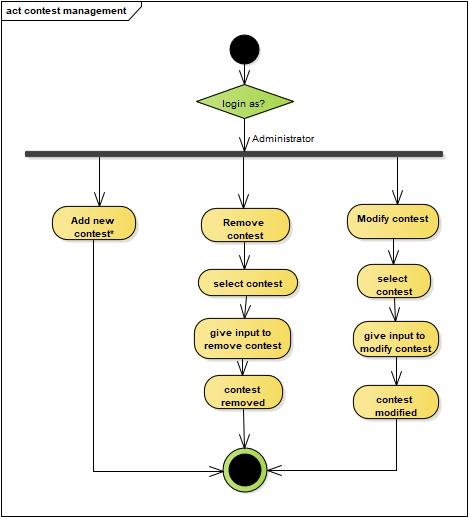 act contest management
login as?
Administrator
Add new
contest*
Remove
contest
Modify contest
select contest
select
contest
give input to
remove contest
give input to
modify contest
contest
removed
contest
modified